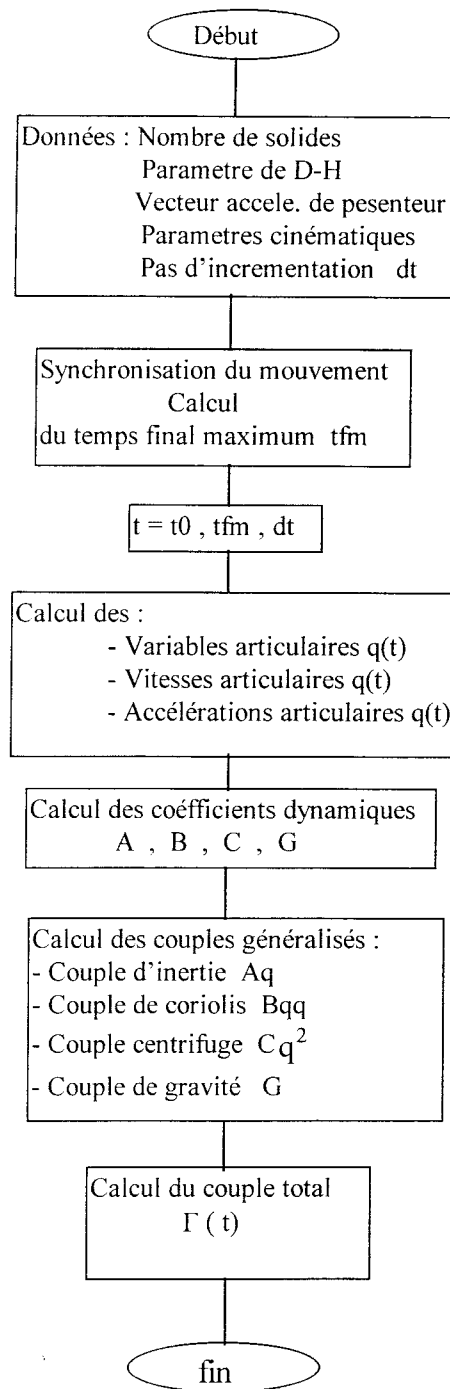 Début
Données : Nombre de solides
Parametre de D-H
Vecteur accele. de pesenteur
Parametres cinématiques
Pas d'incrementation dt
Synchronisation du mouvement
Calcul
du temps final maximum tfm
t = t0 , tfm , dt
Calcul des :
- Variables articulaires q(t)
- Vitesses articulaires q(t)
- Accélérations articulaires q(t)
Calcul des coéfficients dynamiques
A , B , C , G
Calcul des couples généralisés :
- Couple d'inertie Aq
- Couple de coriolis Bqq
- Couple centrifuge Cq²
- Couple de gravité G
Calcul du couple total
Γ ( t)
fin